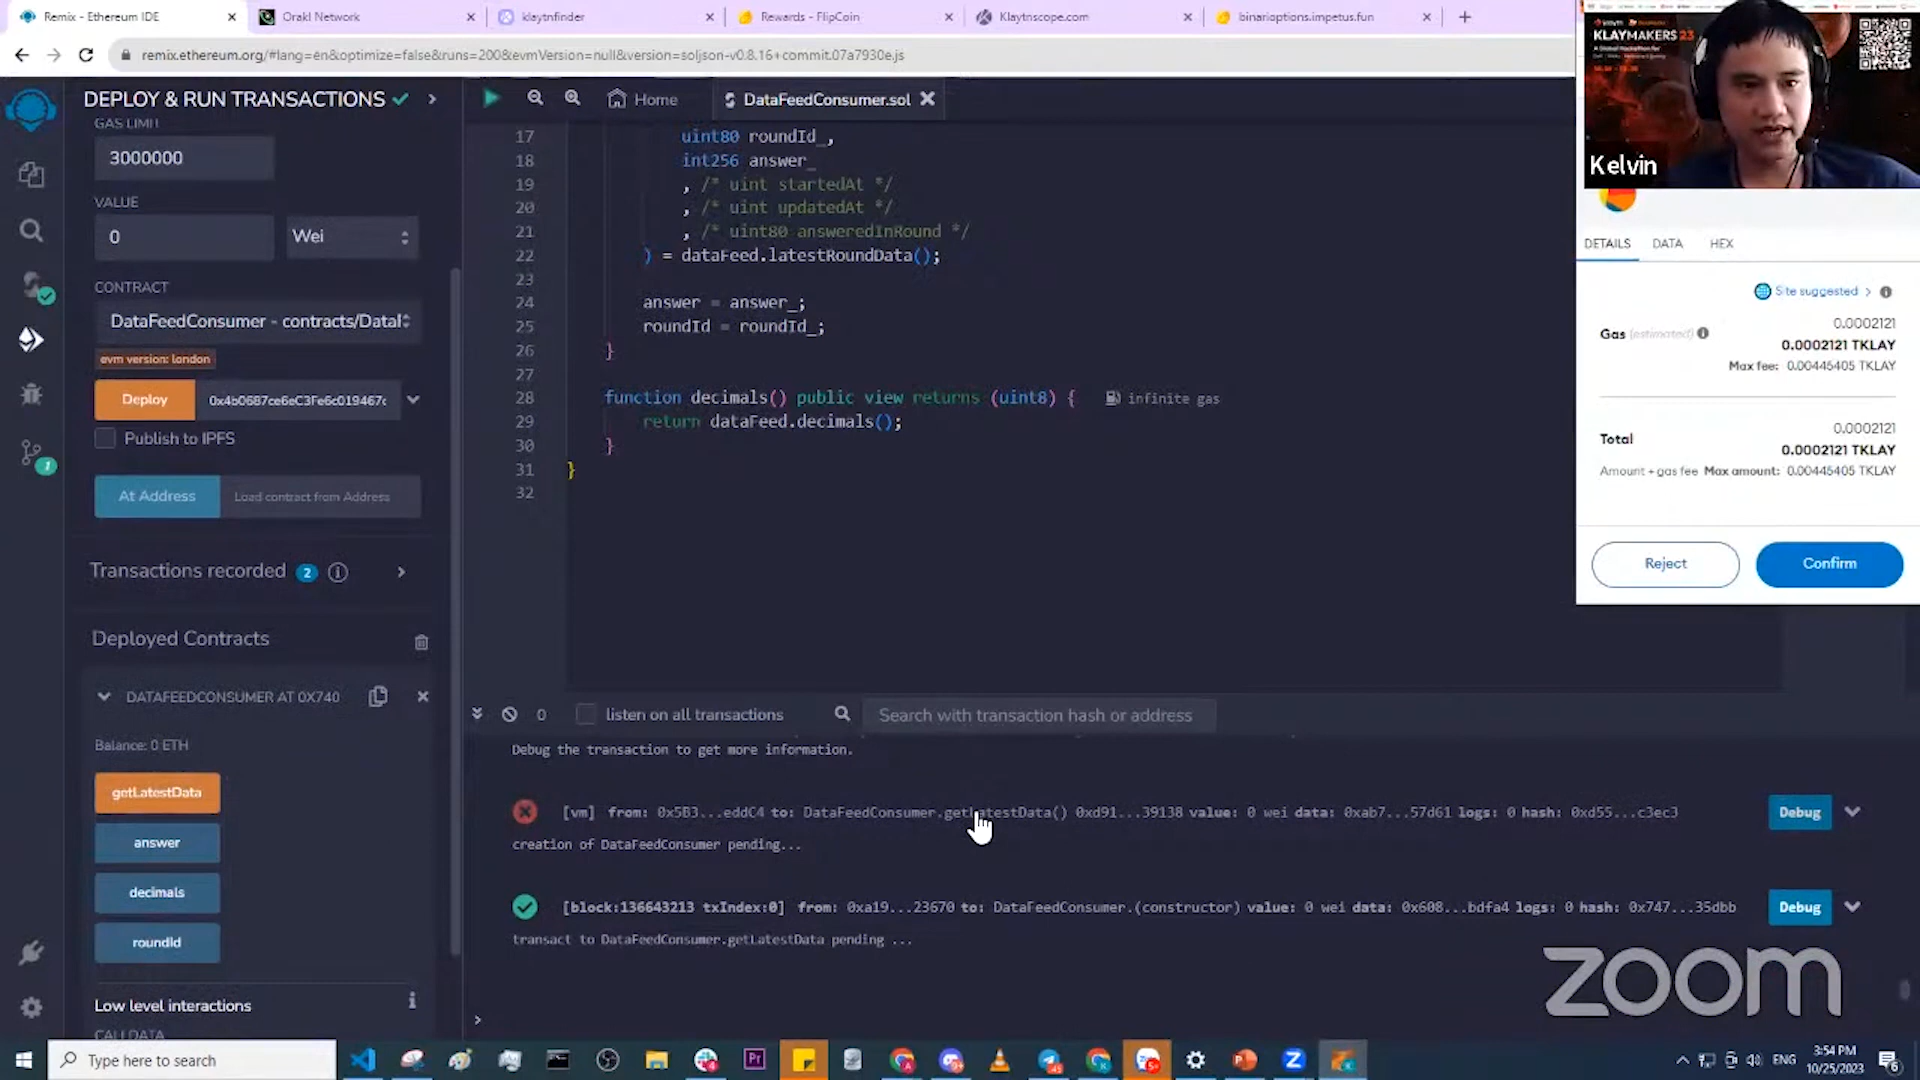 Remix - Ethereum IDE
Orakl Network
klaytnfinder
Rewards - FlipCoin
Klaytnscope.com
binarioptions.impetus.fun
remix.ethereum.org/#lang=en&optimize=false&runs=200&evmVersion=null&version=soljson-v0.8.16+commit.07a7930e.js
DEPLOY & RUN TRANSACTIONS
GAS LIMIT
3000000
VALUE
0
Wei
CONTRACT
DataFeedConsumer - contracts/DataF
evm version: london
Deploy
0x4b0687ce6eC3Fe6c019467c
Publish to IPFS
At Address
Load contract from Address
Transactions recorded 2
Deployed Contracts
DATAFEEDCONSUMER AT 0X740
Balance: 0 ETH
getLatestData
answer
decimals
roundId
Low level interactions
CALLDATA
1
Home
DataFeedConsumer.sol
17 uint80 roundId_,
18 int256 answer_
19 , /* uint startedAt */
20 , /* uint updatedAt */
21 , /* uint80 answeredInRound */
22 ) = dataFeed.latestRoundData();
23
24 answer = answer_;
25 roundId = roundId_;
26 }
27
28 function decimals() public view returns (uint8) { infinite gas
29 return dataFeed.decimals();
30 }
31 }
32
0
listen on all transactions
Search with transaction hash or address
Debug the transaction to get more information.
[vm] from: 0x5B3...eddC4 to: DataFeedConsumer.getLatestData() 0xd91...39138 value: 0 wei data: 0xab7...57d61 logs: 0 hash: 0xd55...c3ec3
Debug
creation of DataFeedConsumer pending...
[block:136643213 txIndex:0] from: 0xa19...23670 to: DataFeedConsumer.(constructor) value: 0 wei data: 0x608...bdfa4 logs: 0 hash: 0x747...35dbb
Debug
transact to DataFeedConsumer.getLatestData pending ...
>
KLAYMAKERS 23
Kelvin
DETAILS
DATA
HEX
Site suggested >
Gas (estimated)
0.0002121
0.0002121 TKLAY
Max fee: 0.00445405 TKLAY
Total
0.0002121
0.0002121 TKLAY
Amount + gas fee Max amount: 0.00445405 TKLAY
Reject
Confirm
zoom
Type here to search
Pr
ENG
3:54 PM
10/25/2023
6